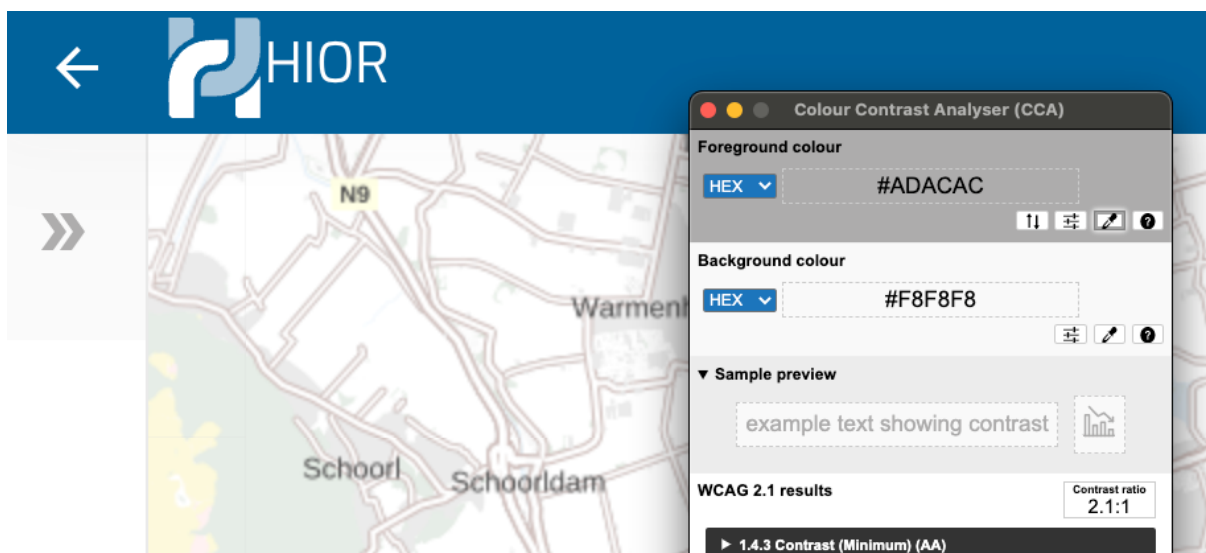 HIOR
N9
Warmenh
Schoorl
Schoorldam
Colour Contrast Analyser (CCA)
Foreground colour
HEX
#ADACAC
Background colour
HEX
#F8F8F8
▼ Sample preview
example text showing contrast
WCAG 2.1 results
Contrast ratio
2.1:1
▶ 1.4.3 Contrast (Minimum) (AA)